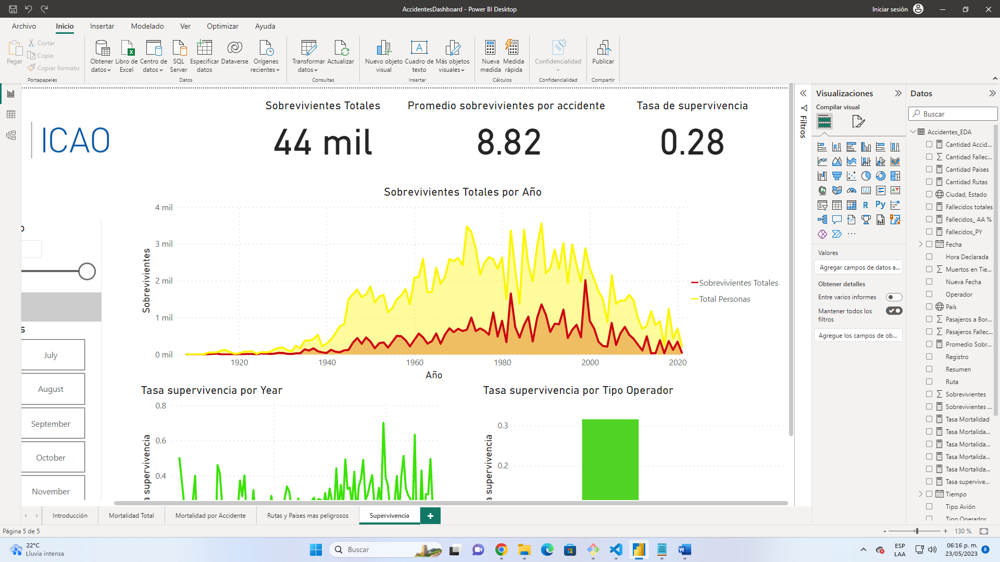 AccidentesDashboard - Power BI Desktop
Iniciar sesión
Archivo
Inicio
Insertar
Modelado
Ver
Optimizar
Ayuda
Pegar
Cortar
Copia
Copiar formato
Portapapeles
Obtener datos
Libro de Excel
Centro de datos
SQL Server
Especificar datos
Dataverse
Orígenes recientes
Datos
Transformar datos
Actualizar
Consultas
Nuevo objeto visual
Cuadro de texto
Más objetos visuales
Insertar
Nueva medida
Medida rápida
Cálculos
Confidencialidad
Confidencialidad
Publicar
Compartir
ICAO
Sobrevivientes Totales
44 mil
Promedio sobrevivientes por accidente
8.82
Tasa de supervivencia
0.28
o
s
July
August
September
October
November
Sobrevivientes Totales por Año
Sobrevivientes
4 mil
3 mil
2 mil
1 mil
0 mil
1920
1940
1960
1980
2000
2020
Año
Sobrevivientes Totales
Total Personas
Tasa supervivencia por Year
a supervivencia
0.8
0.6
0.4
Tasa supervivencia por Tipo Operador
a supervivencia
0.3
0.2
Filtros
Visualizaciones
Compilar visual
R
Py
123
Valores
Agregar campos de datos a...
Obtener detalles
Entre varios informes
Mantener todos los
filtros
Agregue los campos de ob...
Datos
Buscar
Accidentes_EDA
Cantidad Accid...
Cantidad Fallec...
Cantidad Paises
Cantidad Rutas
Ciudad, Estado
Fallecidos totales
Fallecidos_ AA %
Fallecidos_PY
Fecha
Hora Declarada
Muertos en Tie...
Nueva Fecha
Operador
País
Pasajeros a Bor...
Pasajeros Fallec...
Promedio Sobr...
Registro
Resumen
Ruta
Sobrevivientes
Sobrevivientes ...
Tasa Mortalidad
Tasa Mortalida...
Tasa Mortalida...
Tasa Mortalida...
Tasa Mortalida...
Tasa supervive...
Tiempo
Tipo Avión
Tipo Operador
Introducción
Mortalidad Total
Mortalidad por Accidente
Rutas y Paises mas peligrosos
Supervivencia
+
Página 5 de 5
- + 130 %
22°C
Lluvia intensa
Buscar
ESP
LAA
06:16 p. m.
23/05/2023
8